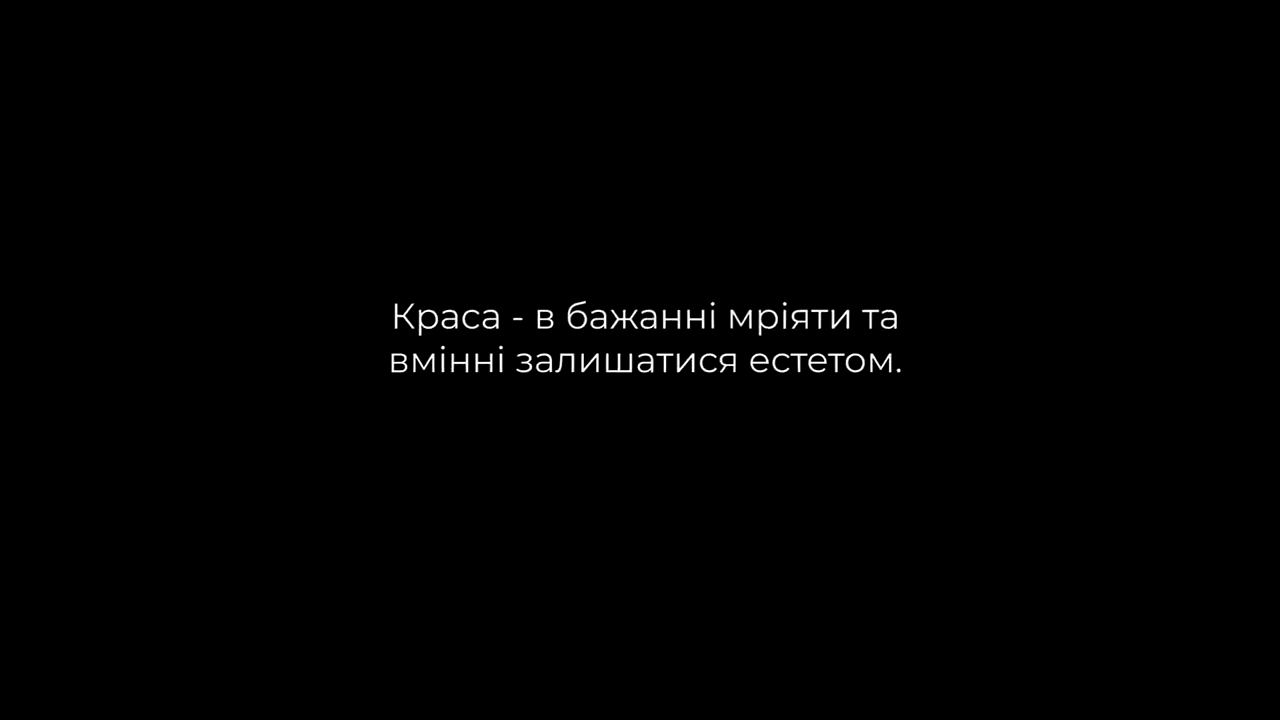 Краса - в бажанні мріяти та
вмінні залишатися естетом.